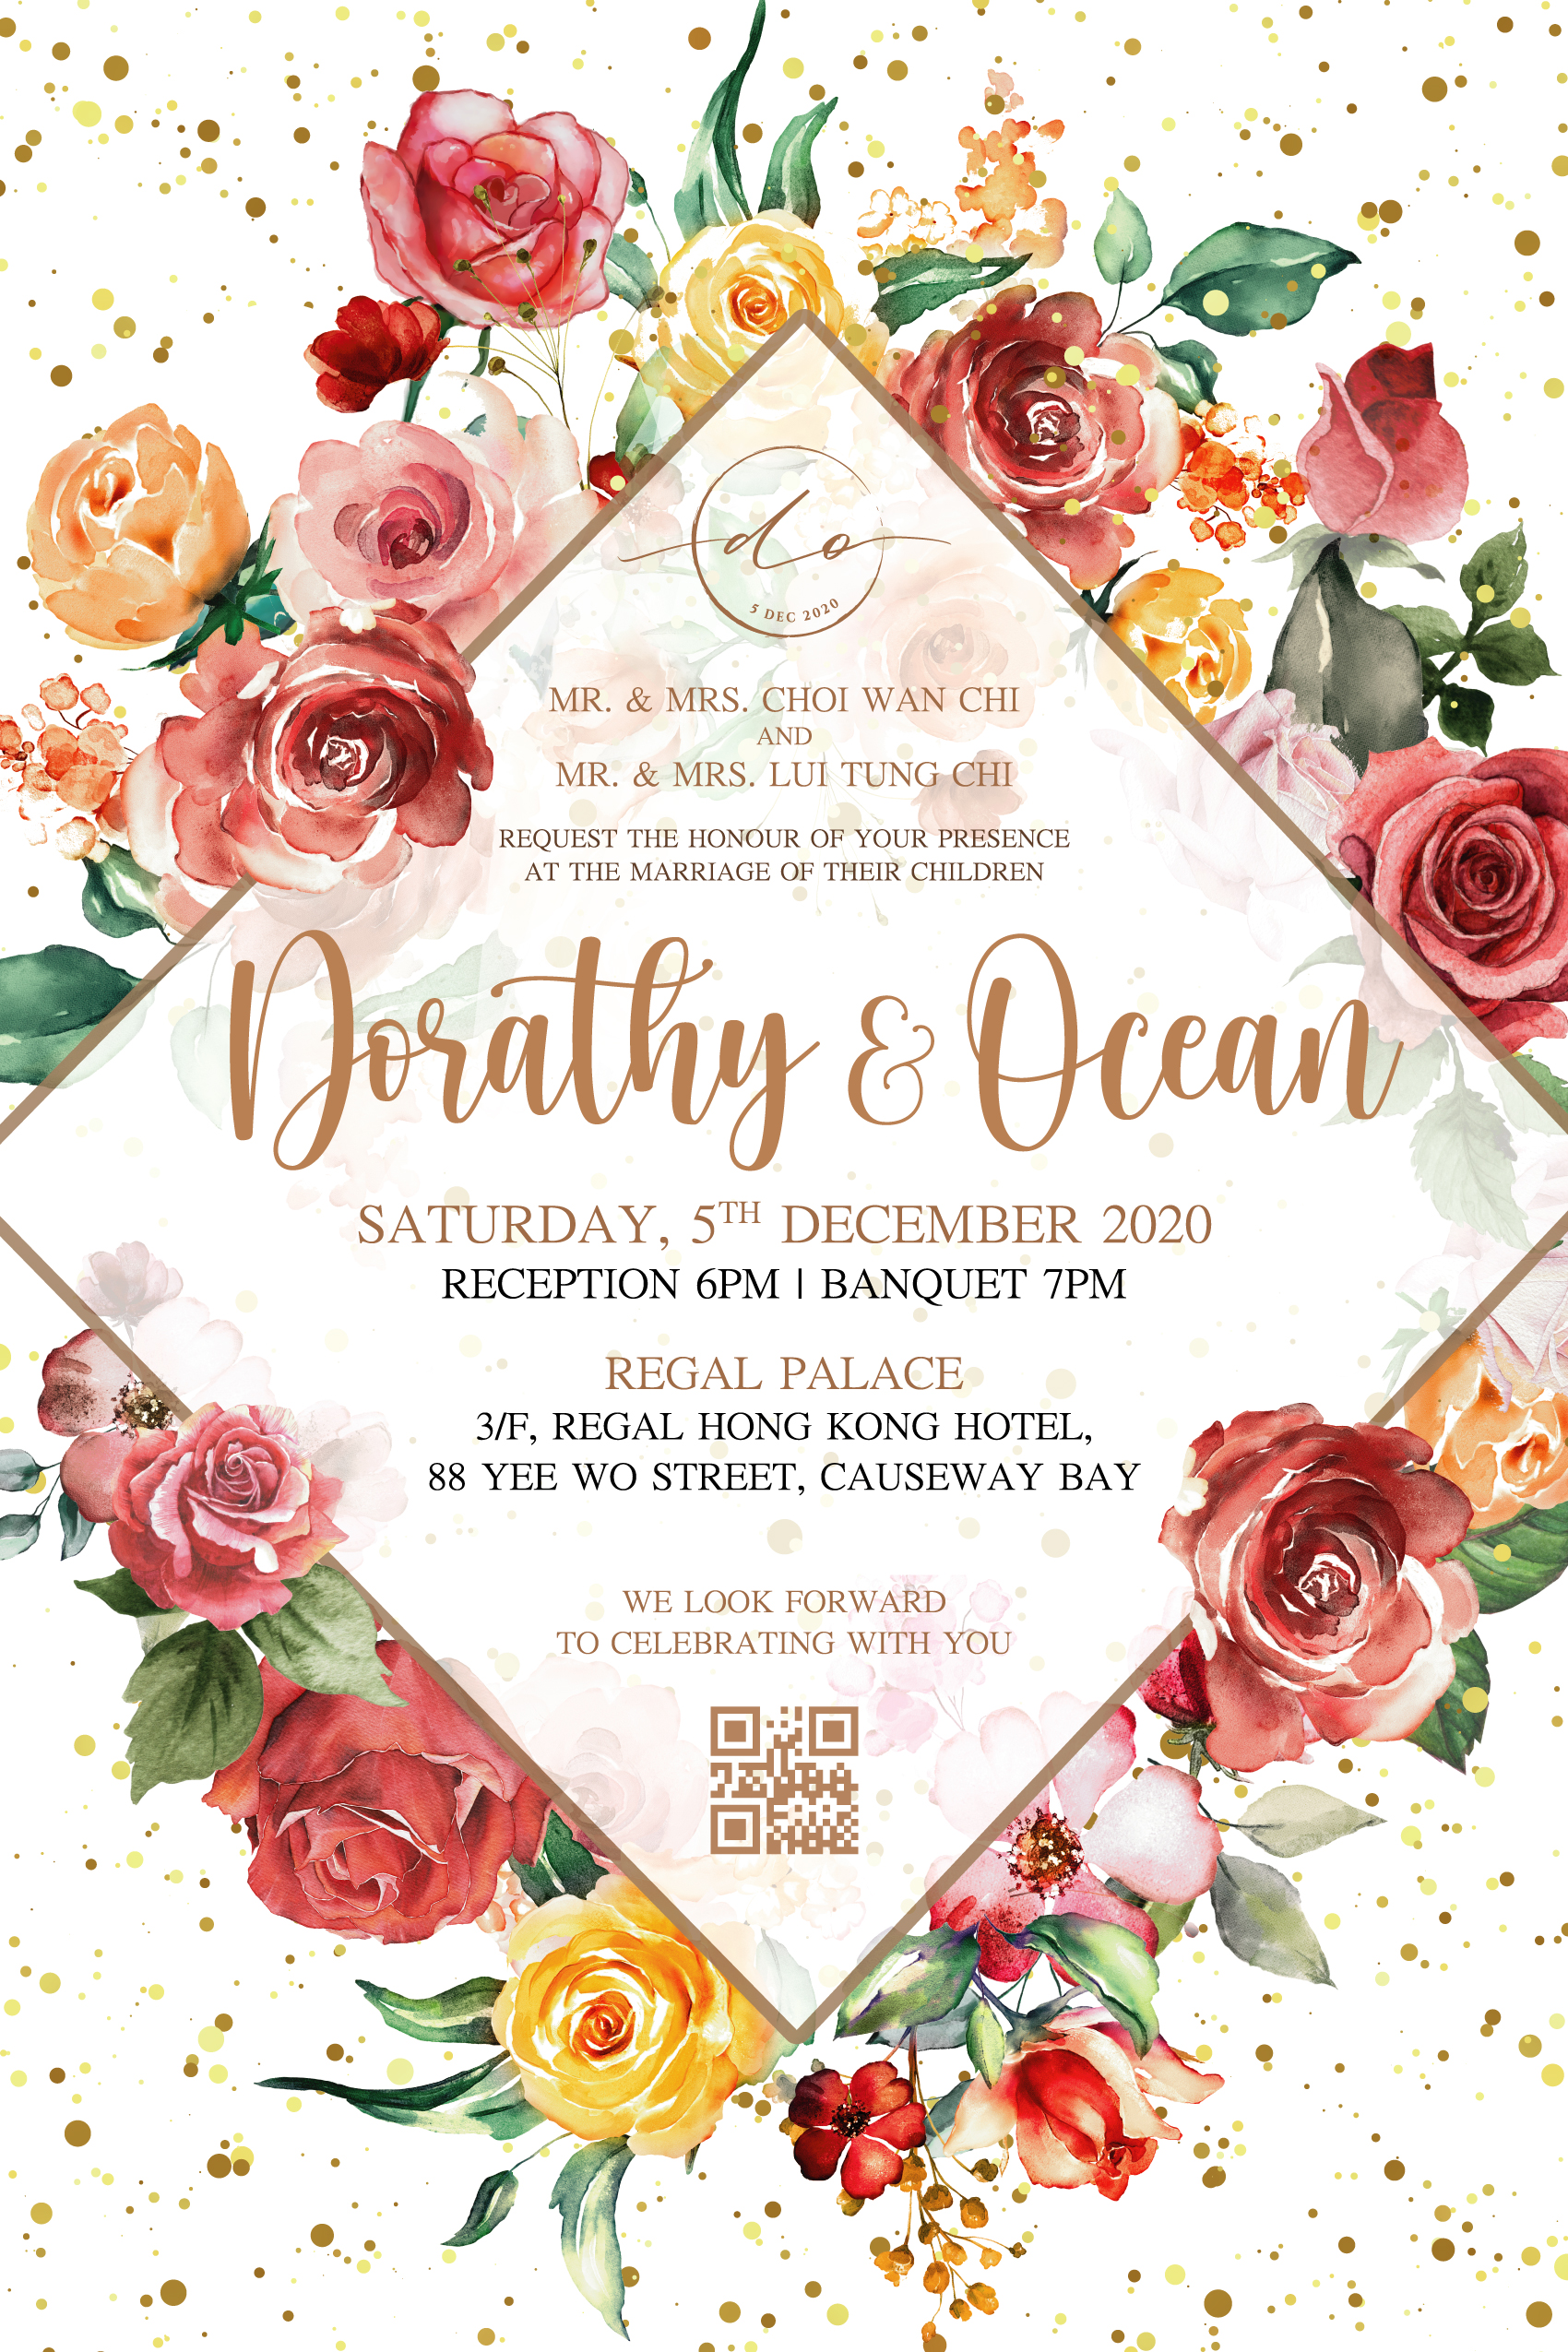 do
5 DEC 2020
MR. & MRS. CHOI WAN CHI
AND
MR. & MRS. LUI TUNG CHI
REQUEST THE HONOUR OF YOUR PRESENCE
AT THE MARRIAGE OF THEIR CHILDREN
Dorathy & Ocean
SATURDAY, 5TH DECEMBER 2020
RECEPTION 6PM | BANQUET 7PM
REGAL PALACE
3/F, REGAL HONG KONG HOTEL,
88 YEE WO STREET, CAUSEWAY BAY
WE LOOK FORWARD
TO CELEBRATING WITH YOU